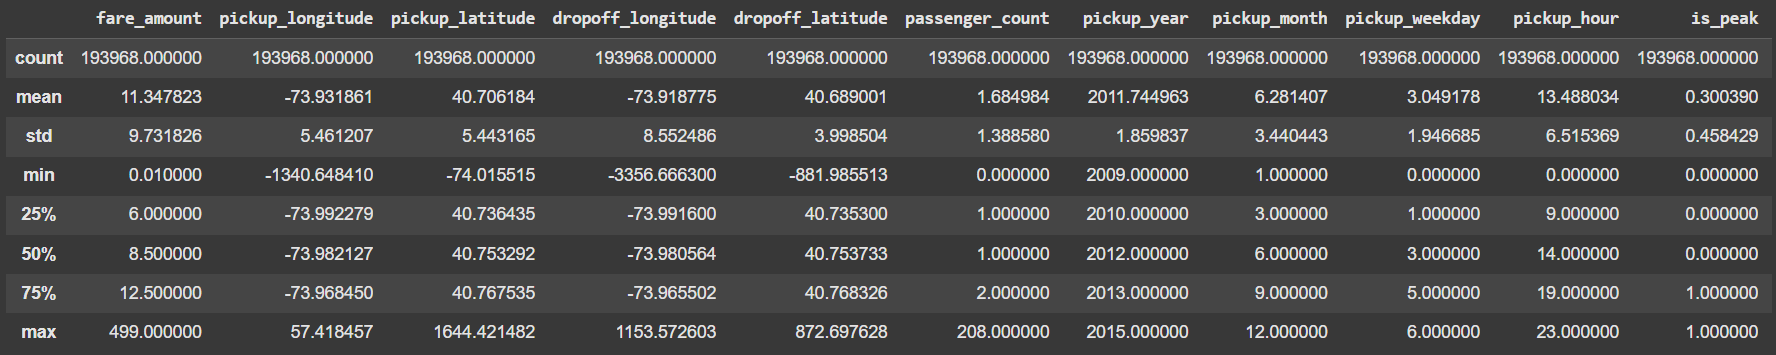 fare_amount pickup_longitude pickup_latitude dropoff_longitude dropoff_latitude passenger_count pickup_year pickup_month pickup_weekday pickup_hour is_peak
count 193968.000000 193968.000000 193968.000000 193968.000000 193968.000000 193968.000000 193968.000000 193968.000000 193968.000000 193968.000000 193968.000000
mean 11.347823 -73.931861 40.706184 -73.918775 40.689001 1.684984 2011.744963 6.281407 3.049178 13.488034 0.300390
std 9.731826 5.461207 5.443165 8.552486 3.998504 1.388580 1.859837 3.440443 1.946685 6.515369 0.458429
min 0.010000 -1340.648410 -74.015515 -3356.666300 -881.985513 0.000000 2009.000000 1.000000 0.000000 0.000000 0.000000
25% 6.000000 -73.992279 40.736435 -73.991600 40.735300 1.000000 2010.000000 3.000000 1.000000 9.000000 0.000000
50% 8.500000 -73.982127 40.753292 -73.980564 40.753733 1.000000 2012.000000 6.000000 3.000000 14.000000 0.000000
75% 12.500000 -73.968450 40.767535 -73.965502 40.768326 2.000000 2013.000000 9.000000 5.000000 19.000000 1.000000
max 499.000000 57.418457 1644.421482 1153.572603 872.697628 208.000000 2015.000000 12.000000 6.000000 23.000000 1.000000